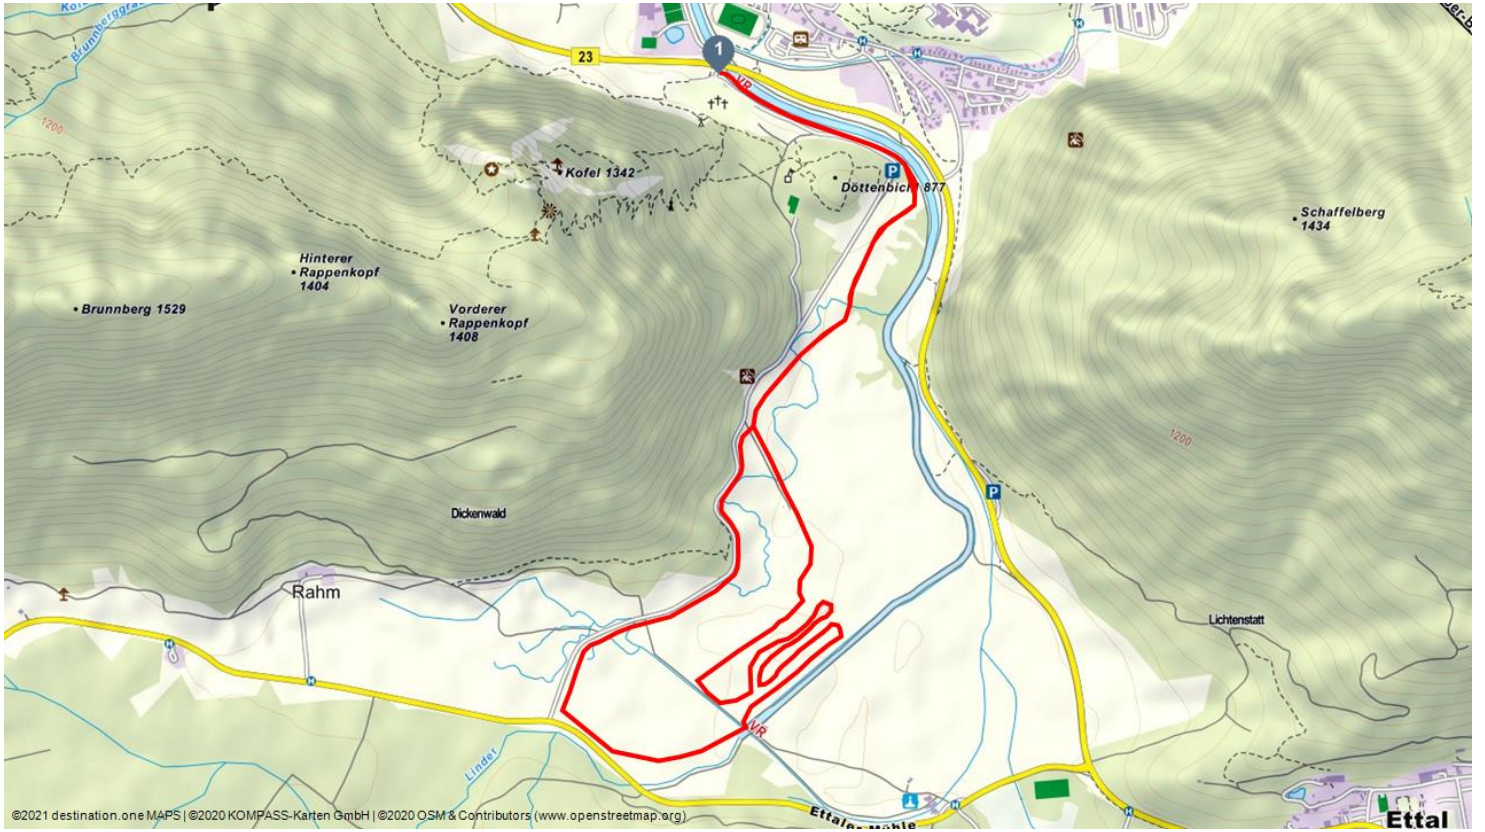 Brunnberggra
23
1
VR
1200
Kofel 1342
Döttenbichl 877
Schaffelberg
1434
Hinterer
Rappenkopf
1404
Brunnberg 1529
Vorderer
Rappenkopf
1408
1200
P
P
H
H
H
Dickenwald
Rahm
Lichtenstatt
H
H
VR
Lindet
H
H
Ettaler Mühle
Ettal
©2021 destination.one MAPS | ©2020 KOMPASS-Karten GmbH | ©2020 OSM & Contributors (www.openstreetmap.org)